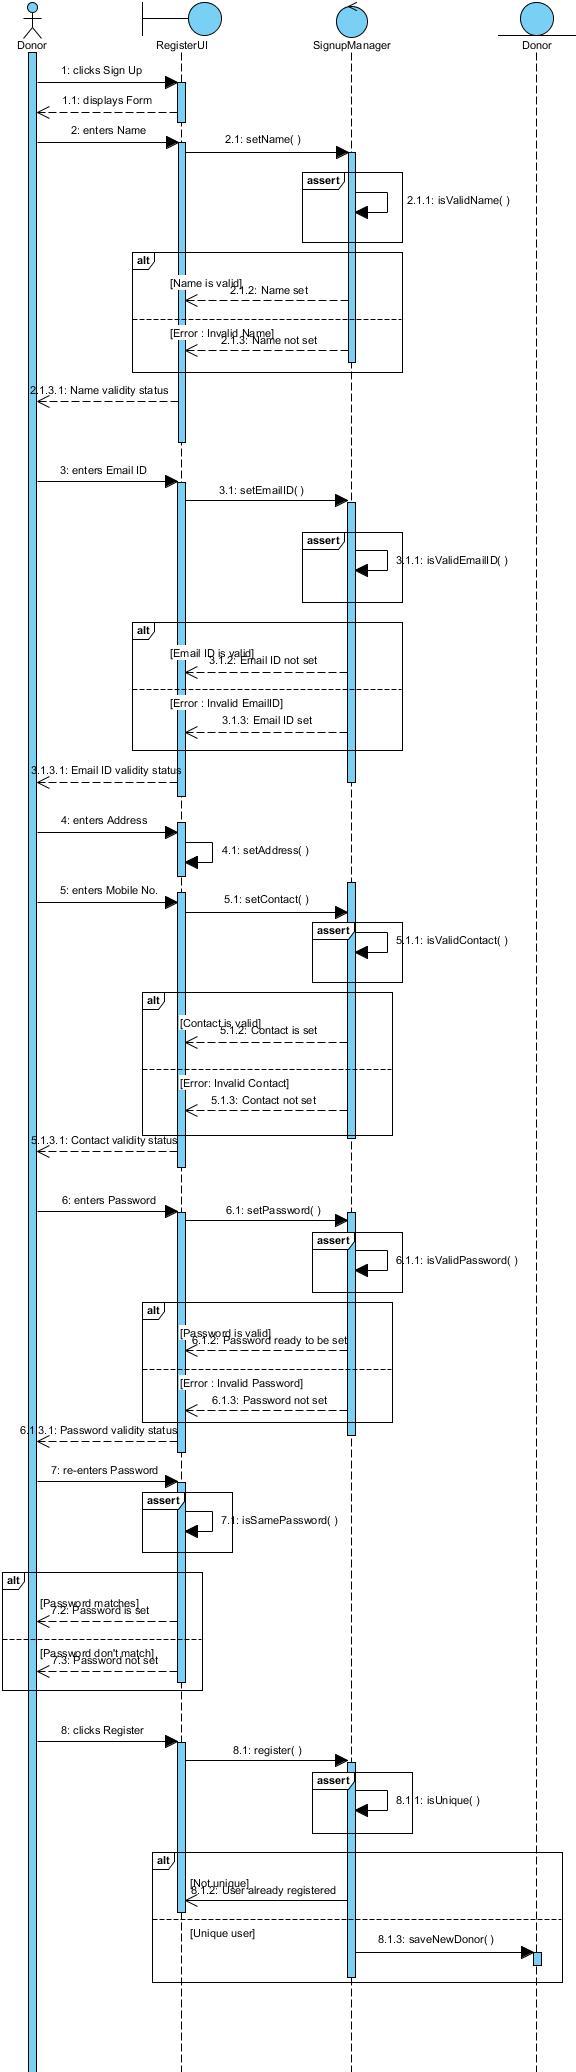 Donor
RegisterUI
SignupManager
Donor
1: clicks Sign Up
1.1: displays Form
2: enters Name
2.1: setName( )
assert
2.1.1: isValidName( )
alt
[Name is valid]
2.1.2: Name set
[Error : Invalid Name]
2.1.3: Name not set
2.1.3.1: Name validity status
3: enters Email ID
3.1: setEmailID( )
assert
3.1.1: isValidEmailID( )
alt
[Email ID is valid]
3.1.2: Email ID not set
[Error : Invalid EmailID]
3.1.3: Email ID set
3.1.3.1: Email ID validity status
4: enters Address
4.1: setAddress( )
5: enters Mobile No.
5.1: setContact( )
assert
5.1.1: isValidContact( )
alt
[Contact is valid]
5.1.2: Contact is set
[Error: Invalid Contact]
5.1.3: Contact not set
5.1.3.1: Contact validity status
6: enters Password
6.1: setPassword( )
assert
6.1.1: isValidPassword( )
alt
[Password is valid]
6.1.2: Password ready to be set
[Error : Invalid Password]
6.1.3: Password not set
6.1.3.1: Password validity status
7: re-enters Password
assert
7.1: isSamePassword( )
alt
[Password matches]
7.2: Password is set
[Password don't match]
7.3: Password not set
8: clicks Register
8.1: register( )
assert
8.1.1: isUnique( )
alt
[Not unique]
8.1.2: User already registered
[Unique user]
8.1.3: saveNewDonor( )